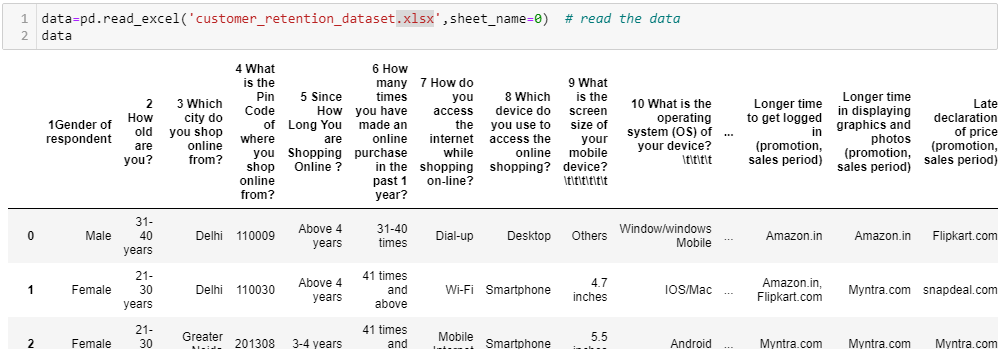 1 data=pd.read_excel('customer_retention_dataset.xlsx',sheet_name=0)  # read the data
2 data
1Gender of respondent
2 How old are you?
3 Which city do you shop online from?
4 What is the Pin Code of where you shop online from?
5 Since How Long You are Shopping Online ?
6 How many times you have made an online purchase in the past 1 year?
7 How do you access the internet while shopping on-line?
8 Which device do you use to access the online shopping?
9 What is the screen size of your mobile device? \t\t\t\t\t\t
10 What is the operating system (OS) of your device? \t\t\t\t
...
Longer time to get logged in (promotion, sales period)
Longer time in displaying graphics and photos (promotion, sales period)
Late declaration of price (promotion, sales period)
0 Male 31-40 years Delhi 110009 Above 4 years 31-40 times Dial-up Desktop Others Window/windows Mobile ... Amazon.in Amazon.in Flipkart.com
1 Female 21-30 years Delhi 110030 Above 4 years 41 times and above Wi-Fi Smartphone 4.7 inches IOS/Mac ... Amazon.in, Flipkart.com Myntra.com snapdeal.com
2 Female 21-30 Greater 201308 3-4 years 41 times and Mobile Smartphone 5.5 Android ... Myntra.com Myntra.com Myntra.com